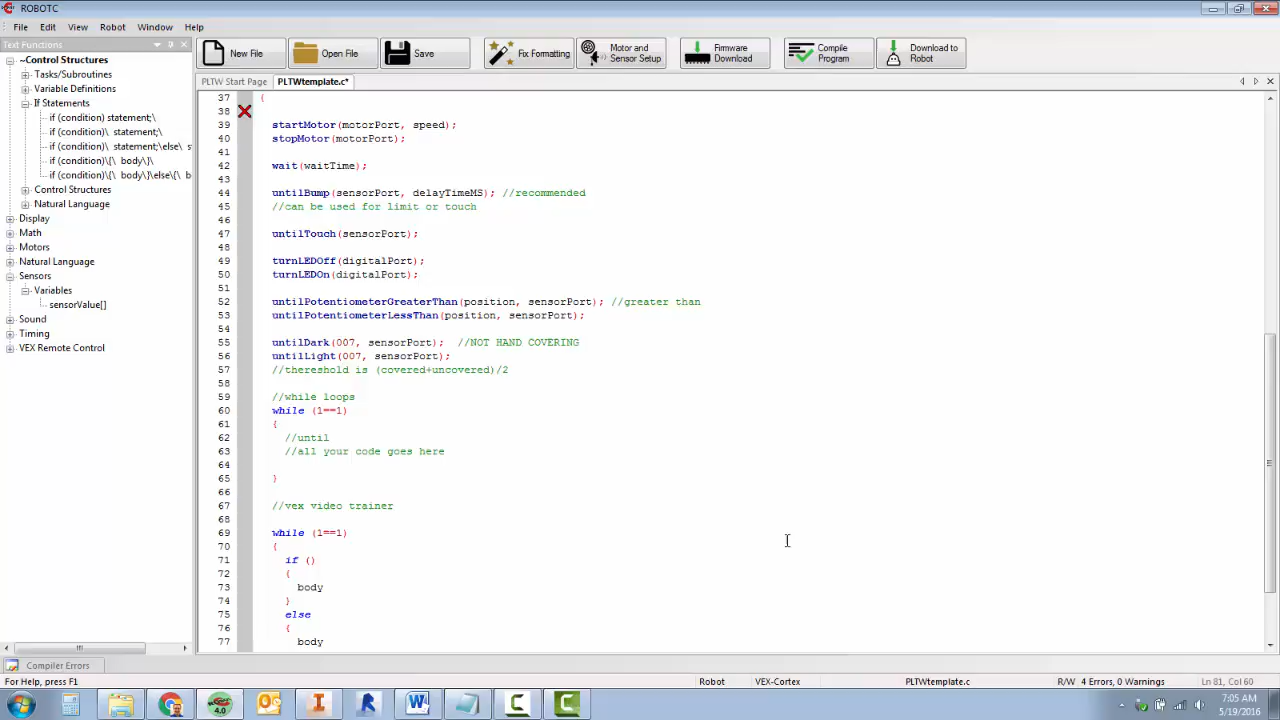 ROBOTC
File Edit View Robot Window Help
Text Functions
New File
Open File
Save
Fix Formatting
Motor and Sensor Setup
Firmware Download
Compile Program
Download to Robot
~Control Structures
Tasks/Subroutines
Variable Definitions
If Statements
if (condition) statement;\
if (condition)\ statement;\
if (condition)\ statement;\else\ s
if (condition)\{\ body\}\
if (condition)\{\ body\}\else\{\ b
Control Structures
Natural Language
Display
Math
Motors
Natural Language
Sensors
Variables
sensorValue[]
Sound
Timing
VEX Remote Control
PLTW Start Page PLTWtemplate.c*
37 {
38
39 startMotor(motorPort, speed);
40 stopMotor(motorPort);
41
42 wait(waitTime);
43
44 untilBump(sensorPort, delayTimeMS); //recommended
45 //can be used for limit or touch
46
47 untilTouch(sensorPort);
48
49 turnLEDOff(digitalPort);
50 turnLEDOn(digitalPort);
51
52 untilPotentiometerGreaterThan(position, sensorPort); //greater than
53 untilPotentiometerLessThan(position, sensorPort);
54
55 untilDark(007, sensorPort); //NOT HAND COVERING
56 untilLight(007, sensorPort);
57 //thereshold is (covered+uncovered)/2
58
59 //while loops
60 while (1==1)
61 {
62 //until
63 //all your code goes here
64
65 }
66
67 //vex video trainer
68
69 while (1==1)
70 {
71 if ()
72 {
73 body
74 }
75 else
76 {
77 body
Compiler Errors
For Help, press F1
Robot
VEX-Cortex
PLTWtemplate.c
R/W 4 Errors, 0 Warnings
Ln 81, Col 60
4.0
7:05 AM
5/19/2016